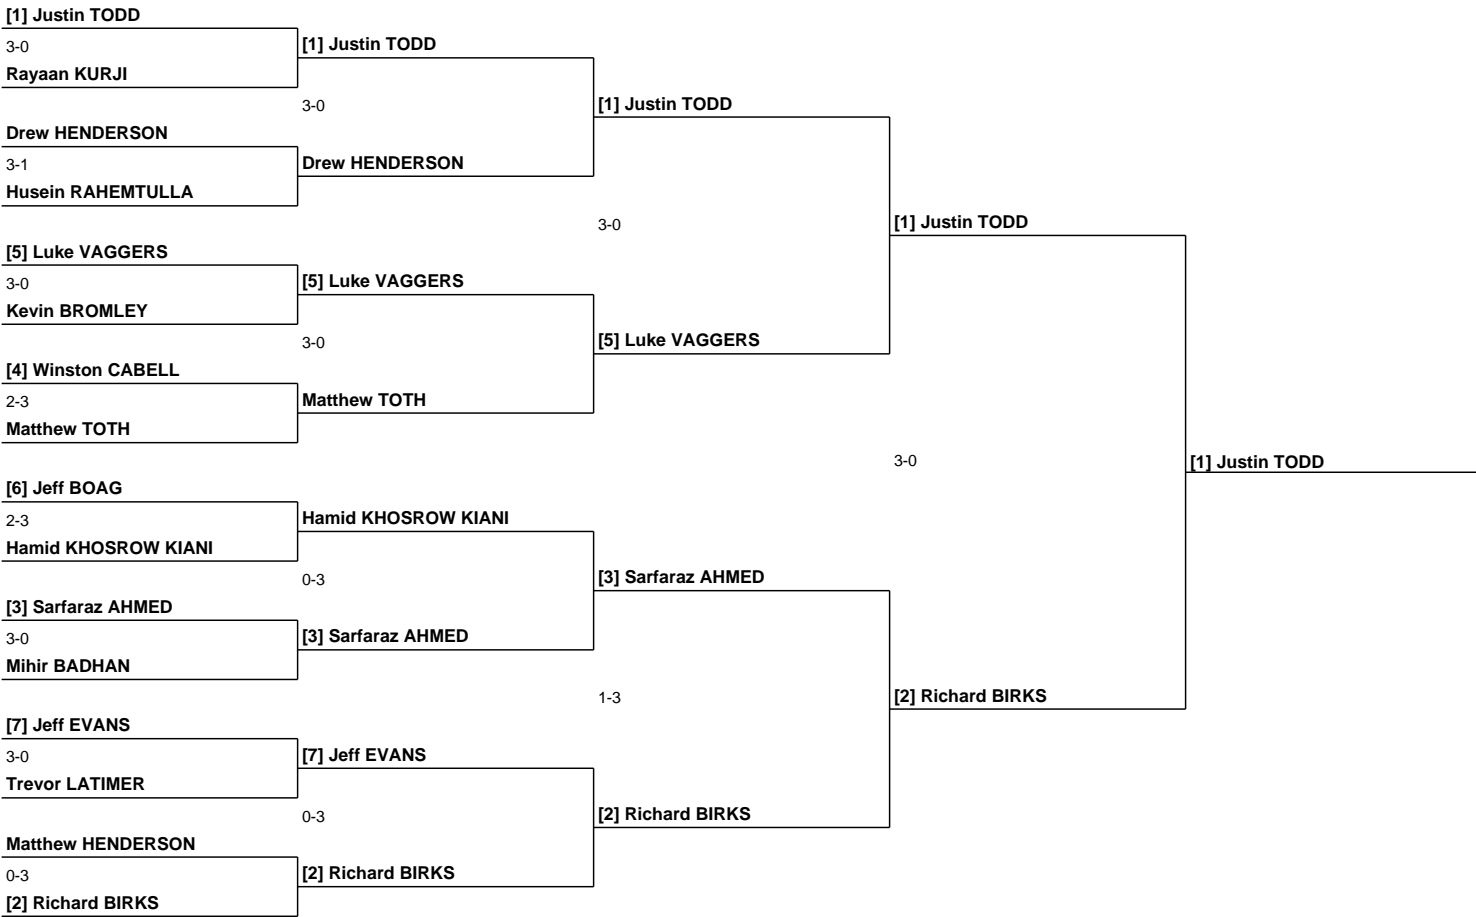 [1] Justin TODD
3-0
Rayaan KURJI
Drew HENDERSON
3-1
Husein RAHEMTULLA
[5] Luke VAGGERS
3-0
Kevin BROMLEY
[4] Winston CABELL
2-3
Matthew TOTH
[6] Jeff BOAG
2-3
Hamid KHOSROW KIANI
[3] Sarfaraz AHMED
3-0
Mihir BADHAN
[7] Jeff EVANS
3-0
Trevor LATIMER
Matthew HENDERSON
0-3
[2] Richard BIRKS
[1] Justin TODD
3-0
Drew HENDERSON
[5] Luke VAGGERS
3-0
Matthew TOTH
Hamid KHOSROW KIANI
0-3
[3] Sarfaraz AHMED
[7] Jeff EVANS
0-3
[2] Richard BIRKS
[1] Justin TODD
3-0
[5] Luke VAGGERS
[3] Sarfaraz AHMED
1-3
[2] Richard BIRKS
[1] Justin TODD
3-0
[2] Richard BIRKS
[1] Justin TODD